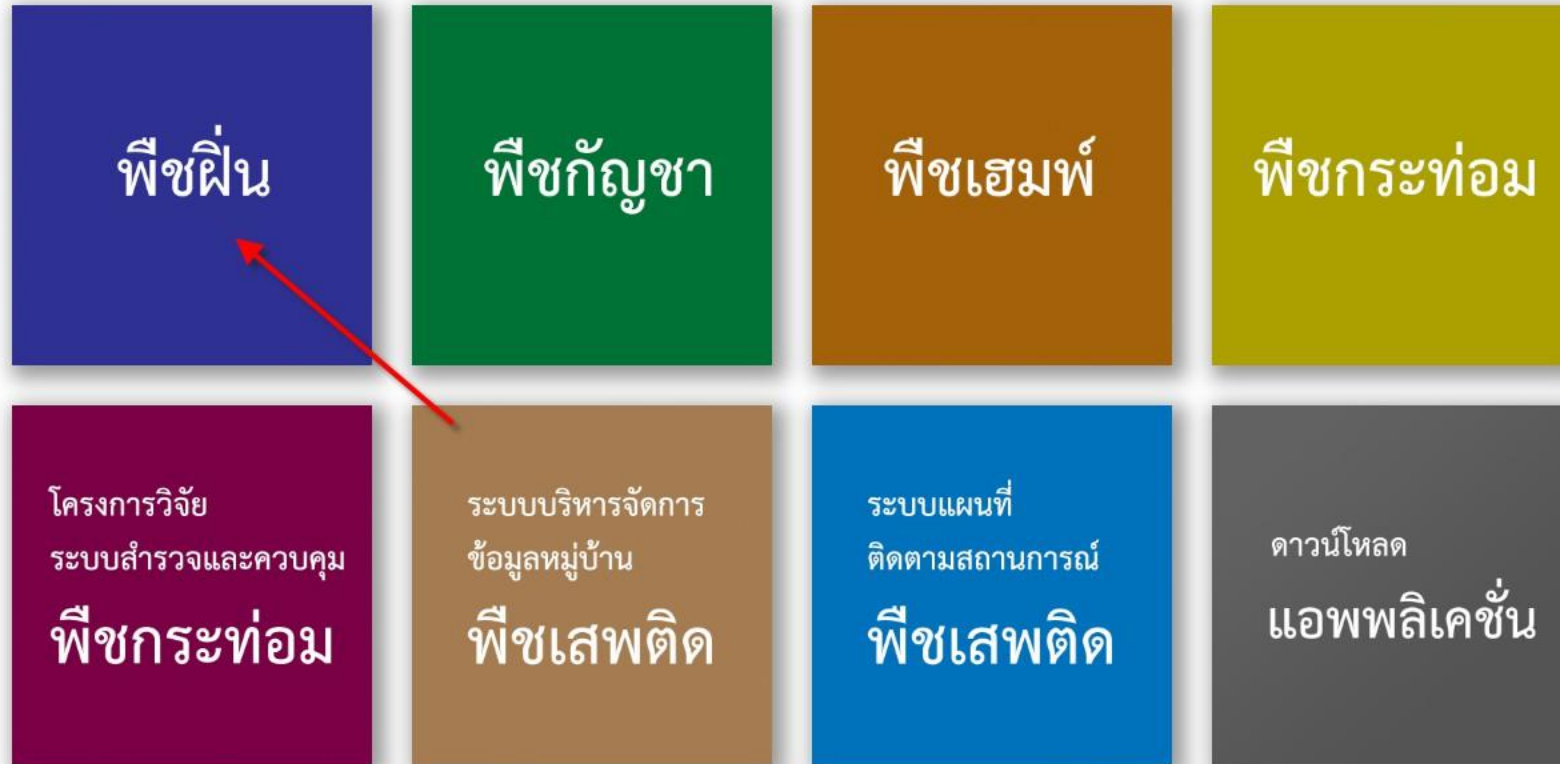 พืชฝิ่น
พืชกัญชา
พืชเฮมพ์
พืชกระท่อม
โครงการวิจัย
ระบบสำรวจและควบคุม
พืชกระท่อม
ระบบบริหารจัดการ
ข้อมูลหมู่บ้าน
พืชเสพติด
ระบบแผนที่
ติดตามสถานการณ์
พืชเสพติด
ดาวน์โหลด
แอพพลิเคชั่น